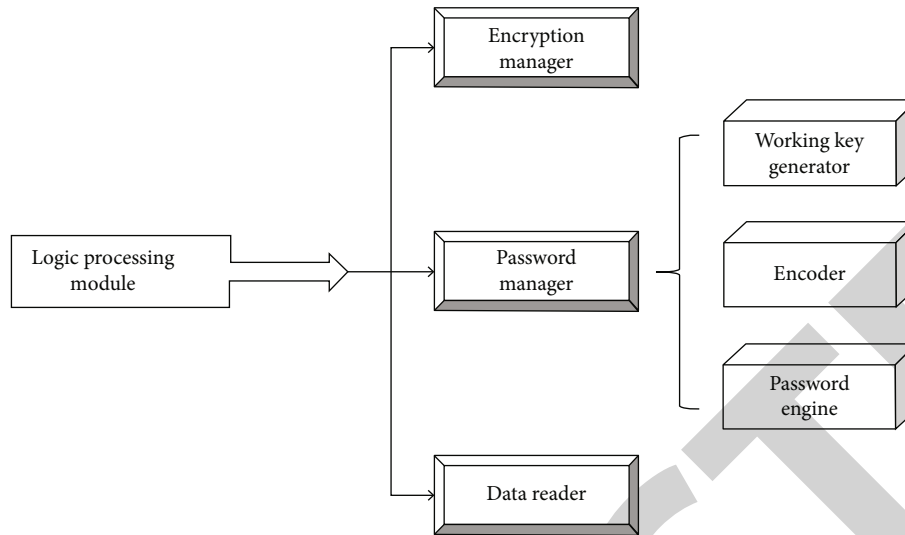 Encryption
manager
Working key
generator
Logic processing
module
Password
manager
Encoder
Password
engine
Data reader